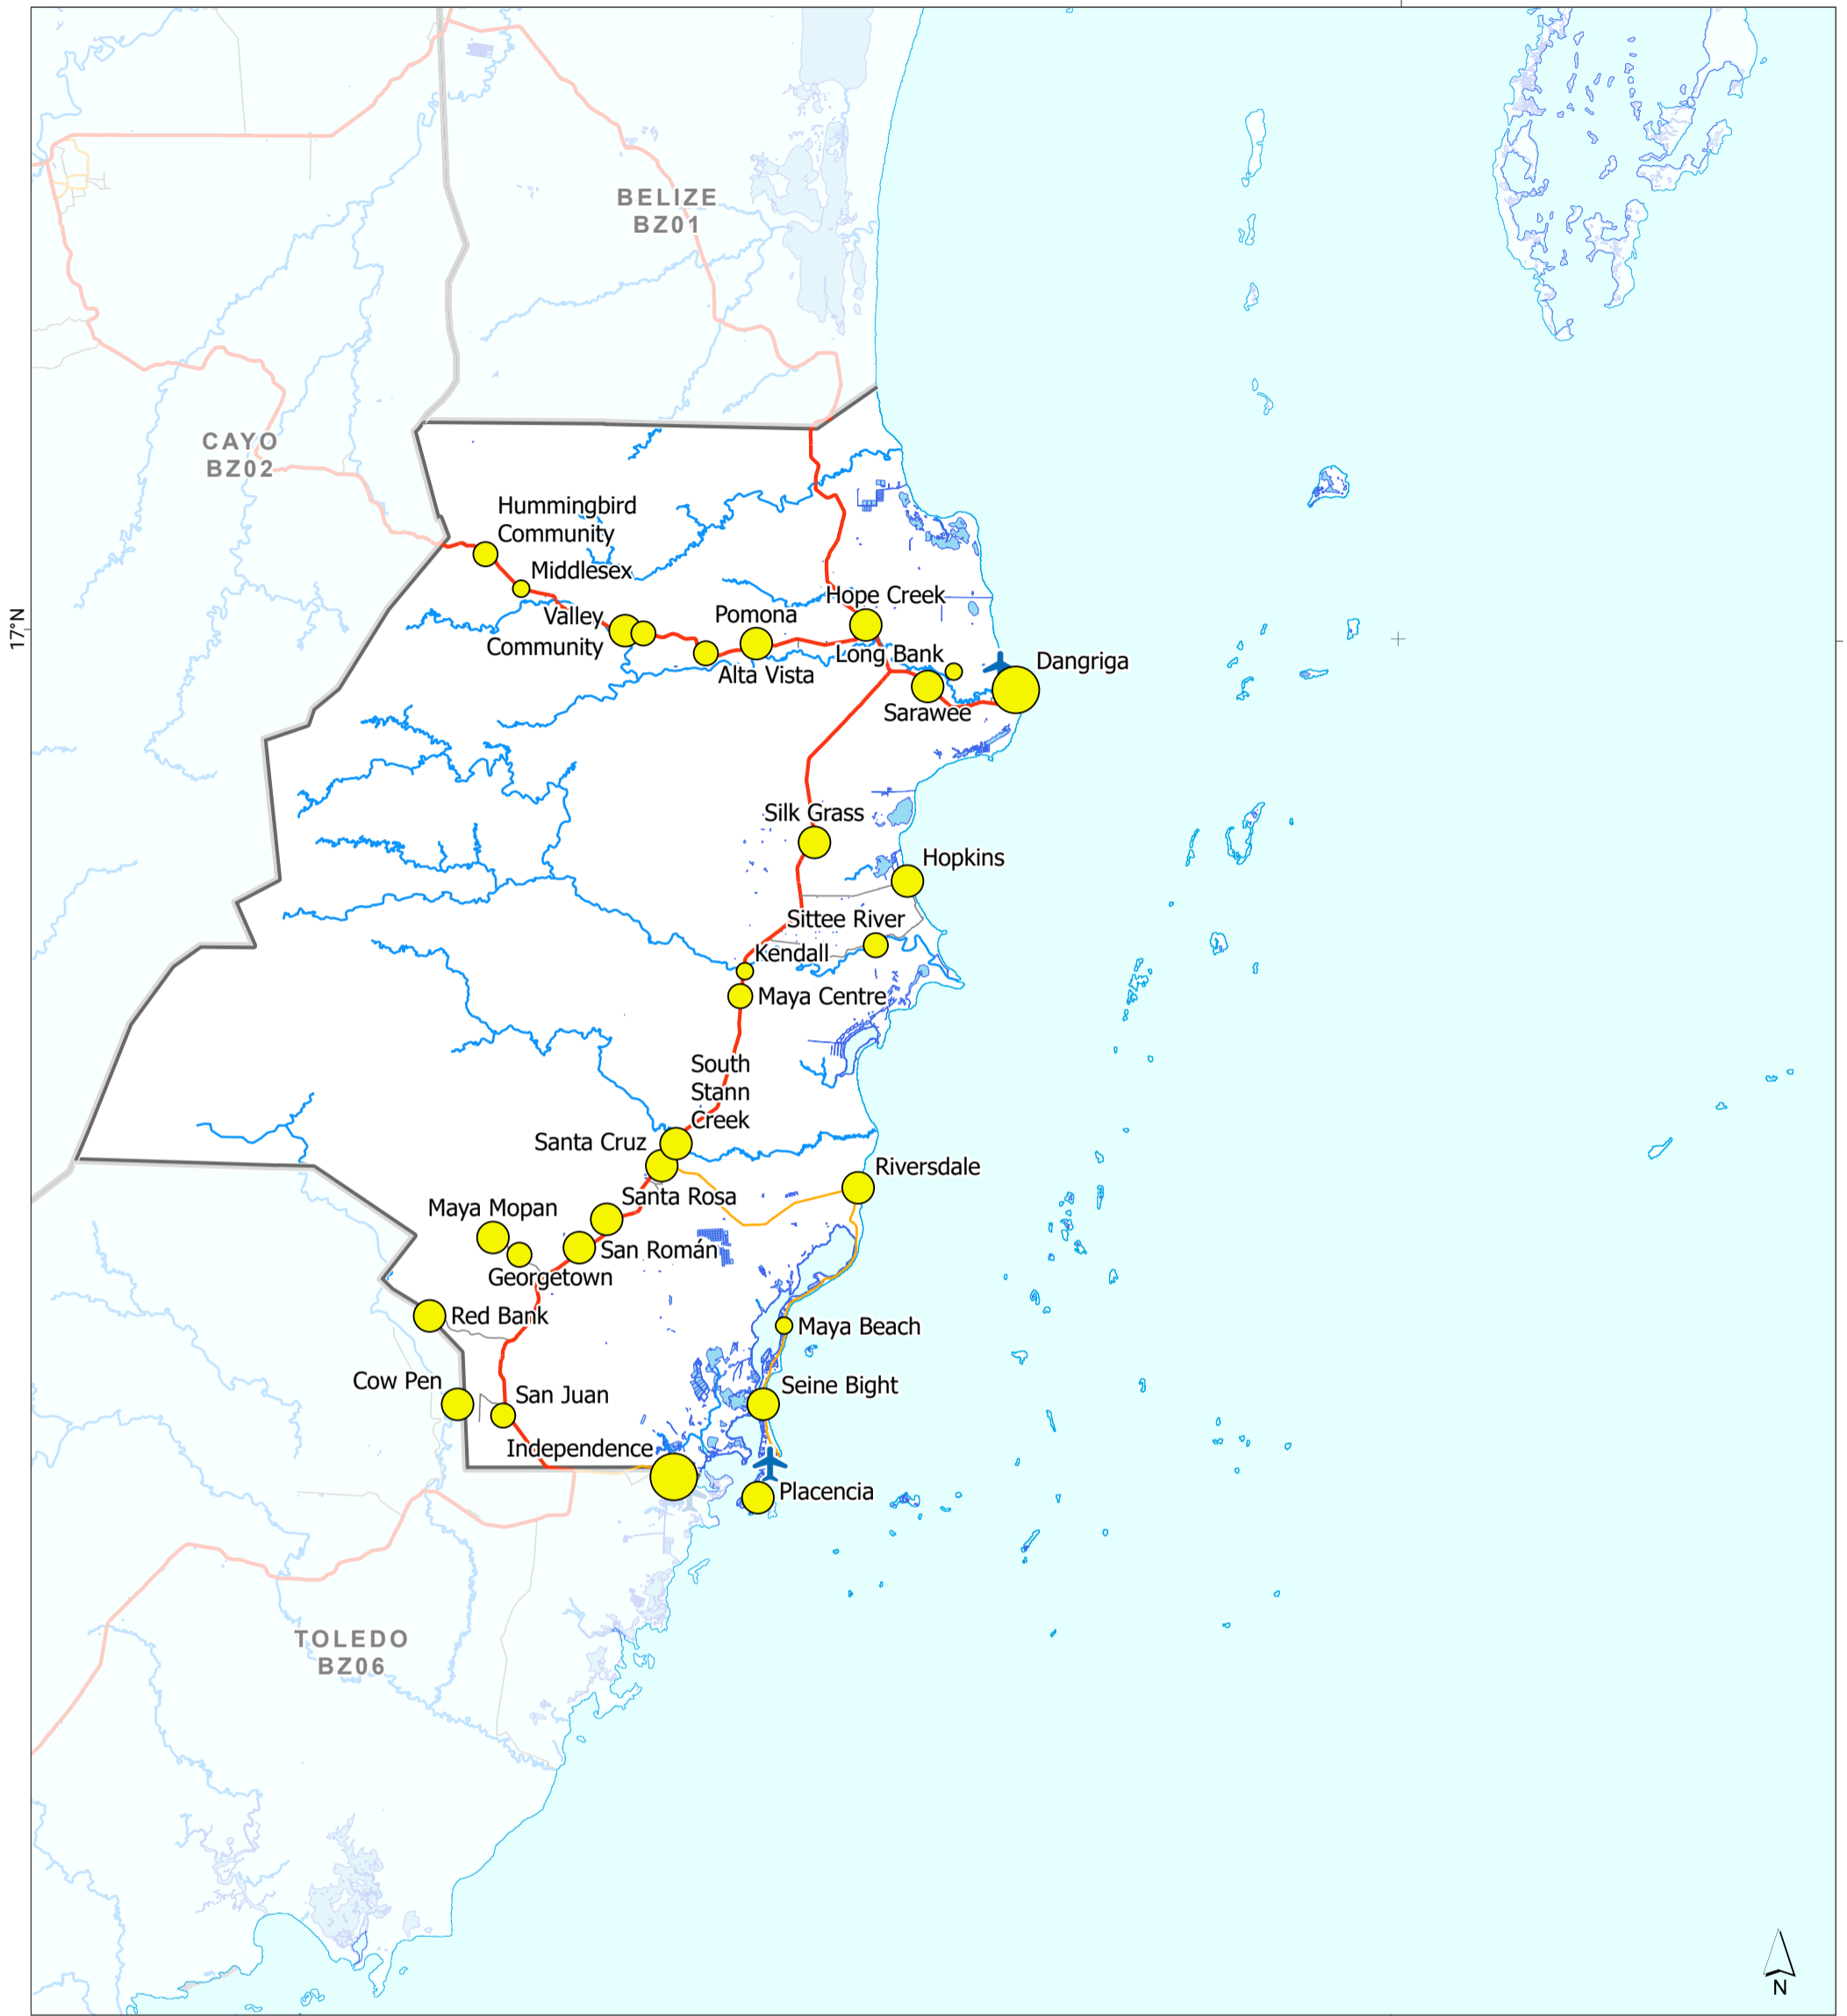 BELIZE
BZ01
CAYO
BZ02
Hummingbird
Community
Middlesex
Hope Creek
Pomona
Valley
Community
17°N
Long Bank
Dangriga
Alta Vista
Sarawee
Silk Grass
Hopkins
Sittee River
Kendall
Maya Centre
South
Stann
Creek
Santa Cruz
Riversdale
Santa Rosa
Maya Mopan
San Román
Georgetown
Red Bank
Maya Beach
Cow Pen
Seine Bight
San Juan
Independence
Placencia
TOLEDO
BZ06
N